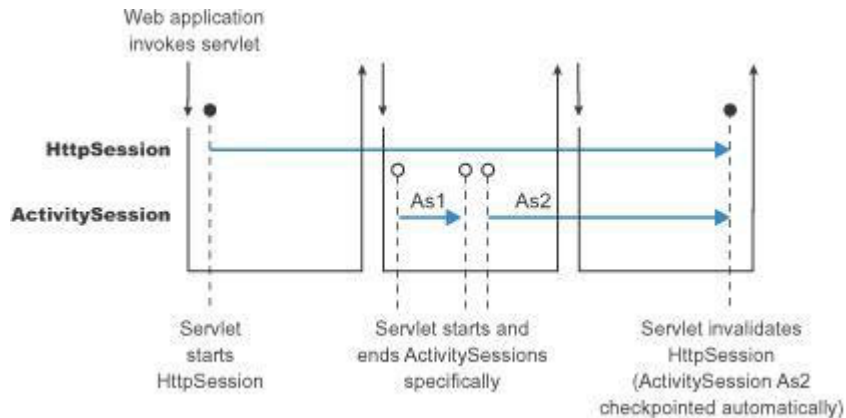 Web application
invokes servlet
HttpSession
As1
As2
ActivitySession
Servlet
starts
HttpSession
Servlet starts and
ends ActivitySessions
specifically
Servlet invalidates
HttpSession
(ActivitySession As2
checkpointed automatically)